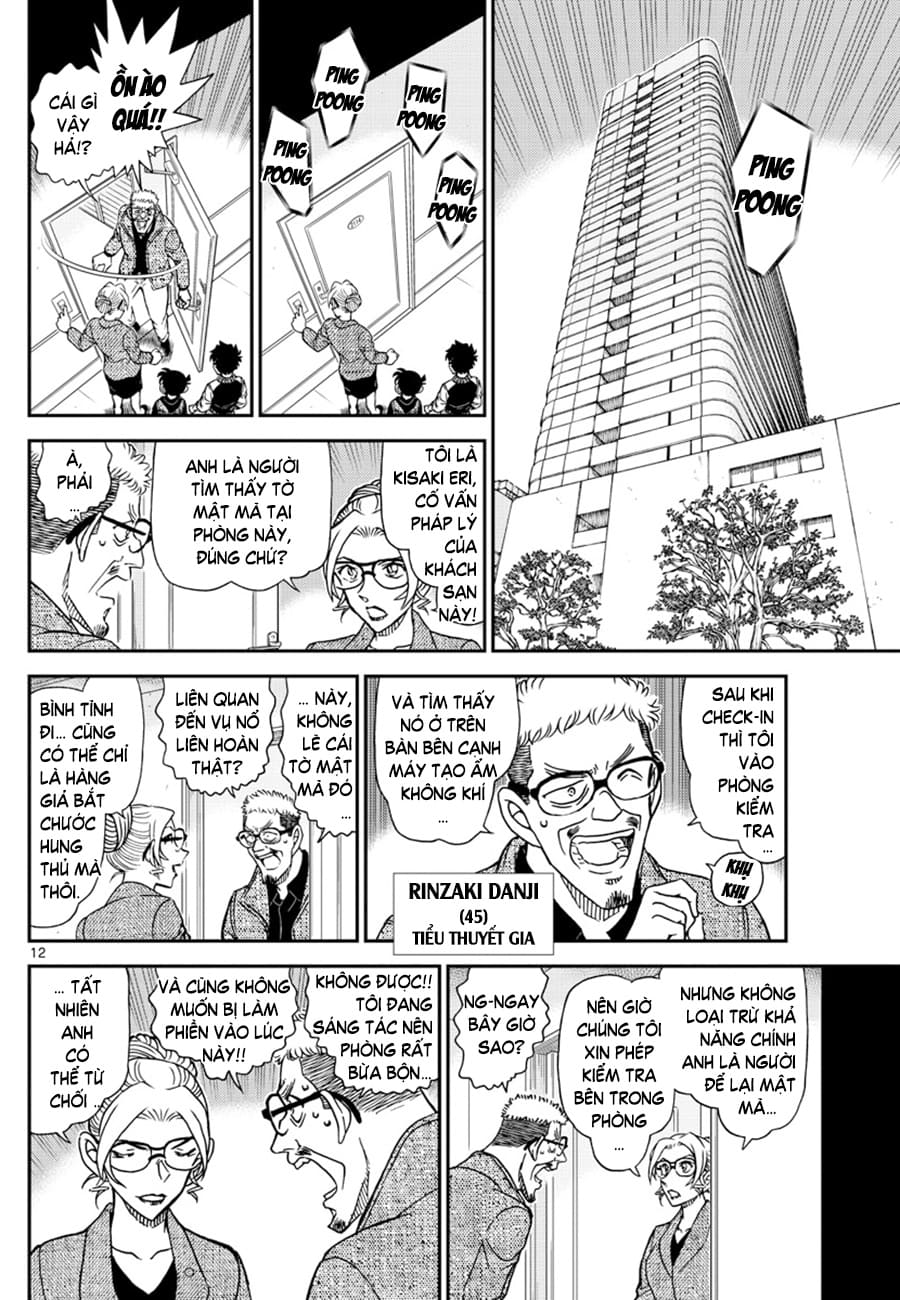 PING
POONG
PING
POONG
PING
POONG
PING
POONG
PING
POONG
ỒN ÀO
QUÁ!!
CÁI GÌ
VẬY
HẢ!?
TÔI LÀ
KISAKI ERI,
CỐ VẤN
PHÁP LÝ
CỦA
KHÁCH
SẠN
NÀY!
ANH LÀ NGƯỜI
TÌM THẤY TỜ
MẬT MÃ TẠI
PHÒNG NÀY,
ĐÚNG CHỨ?
À,
PHẢI
...
SAU KHI
CHECK-IN
THÌ TÔI
VÀO
PHÒNG
KIỂM
TRA
...
KHỤ
KHỤ
VÀ TÌM THẤY
NÓ Ở TRÊN
BÀN BÊN CẠNH
MÁY TẠO ẨM
KHÔNG KHÍ
...
RINZAKI DANJI
(45)
TIỂU THUYẾT GIA
... NÀY,
KHÔNG
LẼ CÁI
TỜ MẬT
MÃ ĐÓ
...
LIÊN QUAN
ĐẾN VỤ NỔ
LIÊN HOÀN
THẬT?
BÌNH TĨNH
ĐI... CŨNG
CÓ THỂ CHỈ
LÀ HÀNG
GIẢ BẮT
CHƯỚC
HUNG
THỦ MÀ
THÔI.
12
NHƯNG KHÔNG
LOẠI TRỪ KHẢ
NĂNG CHÍNH
ANH LÀ NGƯỜI
ĐỂ LẠI MẬT
MÃ...
NÊN GIỜ
CHÚNG TÔI
XIN PHÉP
KIỂM TRA
BÊN TRONG
PHÒNG
...
NG-NGAY
BÂY GIỜ
SAO?
KHÔNG ĐƯỢC!!
TÔI ĐANG
SÁNG TÁC NÊN
PHÒNG RẤT
BỪA BỘN...
VÀ CŨNG KHÔNG
MUỐN BỊ LÀM
PHIỀN VÀO LÚC
NÀY!!
... TẤT
NHIÊN
ANH
CÓ
THỂ TỪ
CHỐI ...